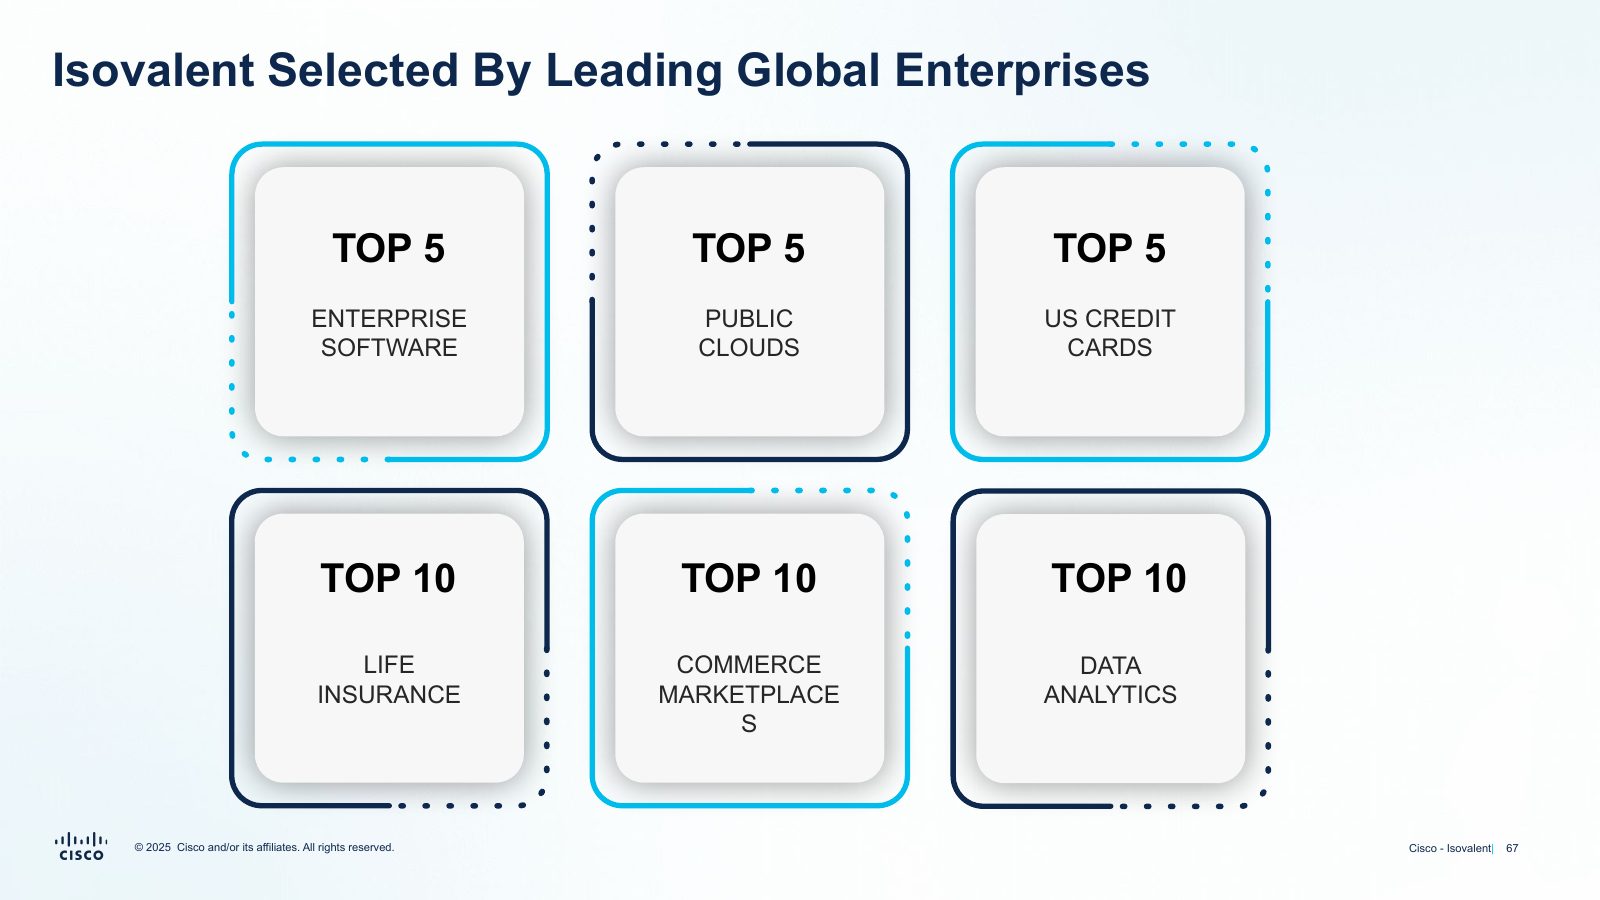 Isovalent Selected By Leading Global Enterprises
TOP 5
ENTERPRISE
SOFTWARE
TOP 5
PUBLIC
CLOUDS
TOP 5
US CREDIT
CARDS
TOP 10
LIFE
INSURANCE
TOP 10
COMMERCE
MARKETPLACE
S
TOP 10
DATA
ANALYTICS
CISCO
© 2025 Cisco and/or its affiliates. All rights reserved.
Cisco - Isovalent| 67